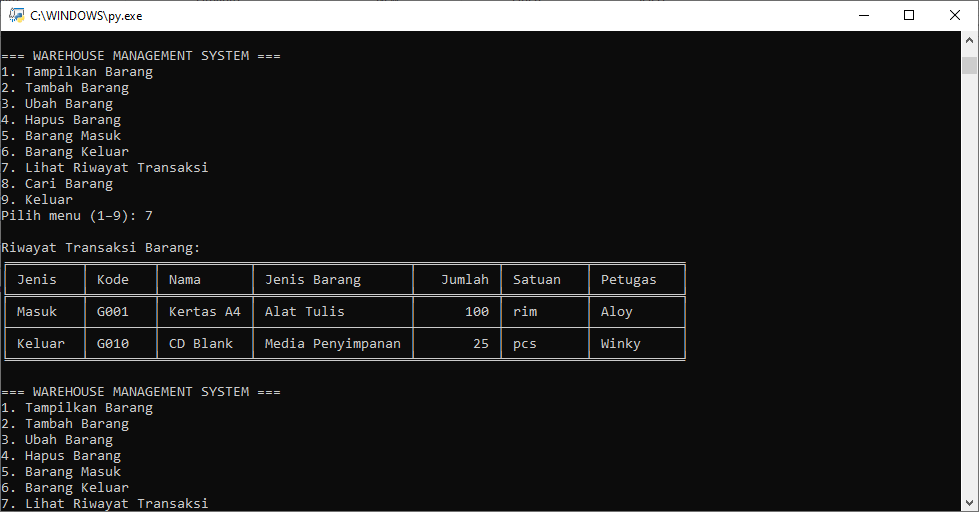 C:\WINDOWS\py.exe
=== WAREHOUSE MANAGEMENT SYSTEM ===
1. Tampilkan Barang
2. Tambah Barang
3. Ubah Barang
4. Hapus Barang
5. Barang Masuk
6. Barang Keluar
7. Lihat Riwayat Transaksi
8. Cari Barang
9. Keluar
Pilih menu (1-9): 7
Riwayat Transaksi Barang:
Jenis Kode Nama Jenis Barang Jumlah Satuan Petugas
Masuk G001 Kertas A4 Alat Tulis 100 rim Aloy
Keluar G010 CD Blank Media Penyimpanan 25 pcs Winky
=== WAREHOUSE MANAGEMENT SYSTEM ===
1. Tampilkan Barang
2. Tambah Barang
3. Ubah Barang
4. Hapus Barang
5. Barang Masuk
6. Barang Keluar
7. Lihat Riwayat Transaksi